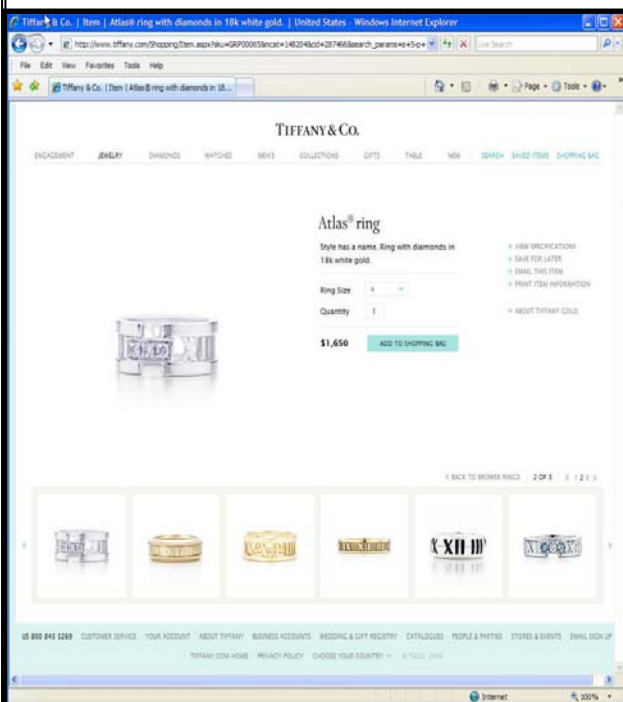 Tiffany & Co. | Item | Atlas® ring with diamonds in 18k white gold. | United States - Windows Internet Explorer
Live Search
File Edit View Favorites Tools Help
Tiffany & Co. | Item | Atlas® ring with diamonds in 18...
Page Tools
TIFFANY & CO.
ENGAGEMENT JEWELRY DIAMONDS WATCHES MEN'S COLLECTIONS GIFTS TABLE NEW SEARCH SAVED ITEMS SHOPPING BAG
Atlas® ring
Style has a name. Ring with diamonds in
18k white gold.
VIEW SPECIFICATIONS
SAVE FOR LATER
EMAIL THIS ITEM
PRINT ITEM INFORMATION
Ring Size 4
Quantity 1
ABOUT TIFFANY GOLD
$1,650 ADD TO SHOPPING BAG
BACK TO BROWSE RINGS 2 OF 3 1 2 3
US 800 843 3269 CUSTOMER SERVICE YOUR ACCOUNT ABOUT TIFFANY BUSINESS ACCOUNTS WEDDING & GIFT REGISTRY CATALOGUES PEOPLE & PARTIES STORES & EVENTS EMAIL SIGN UP
TIFFANY.COM HOME PRIVACY POLICY CHOOSE YOUR COUNTRY
Internet 100%